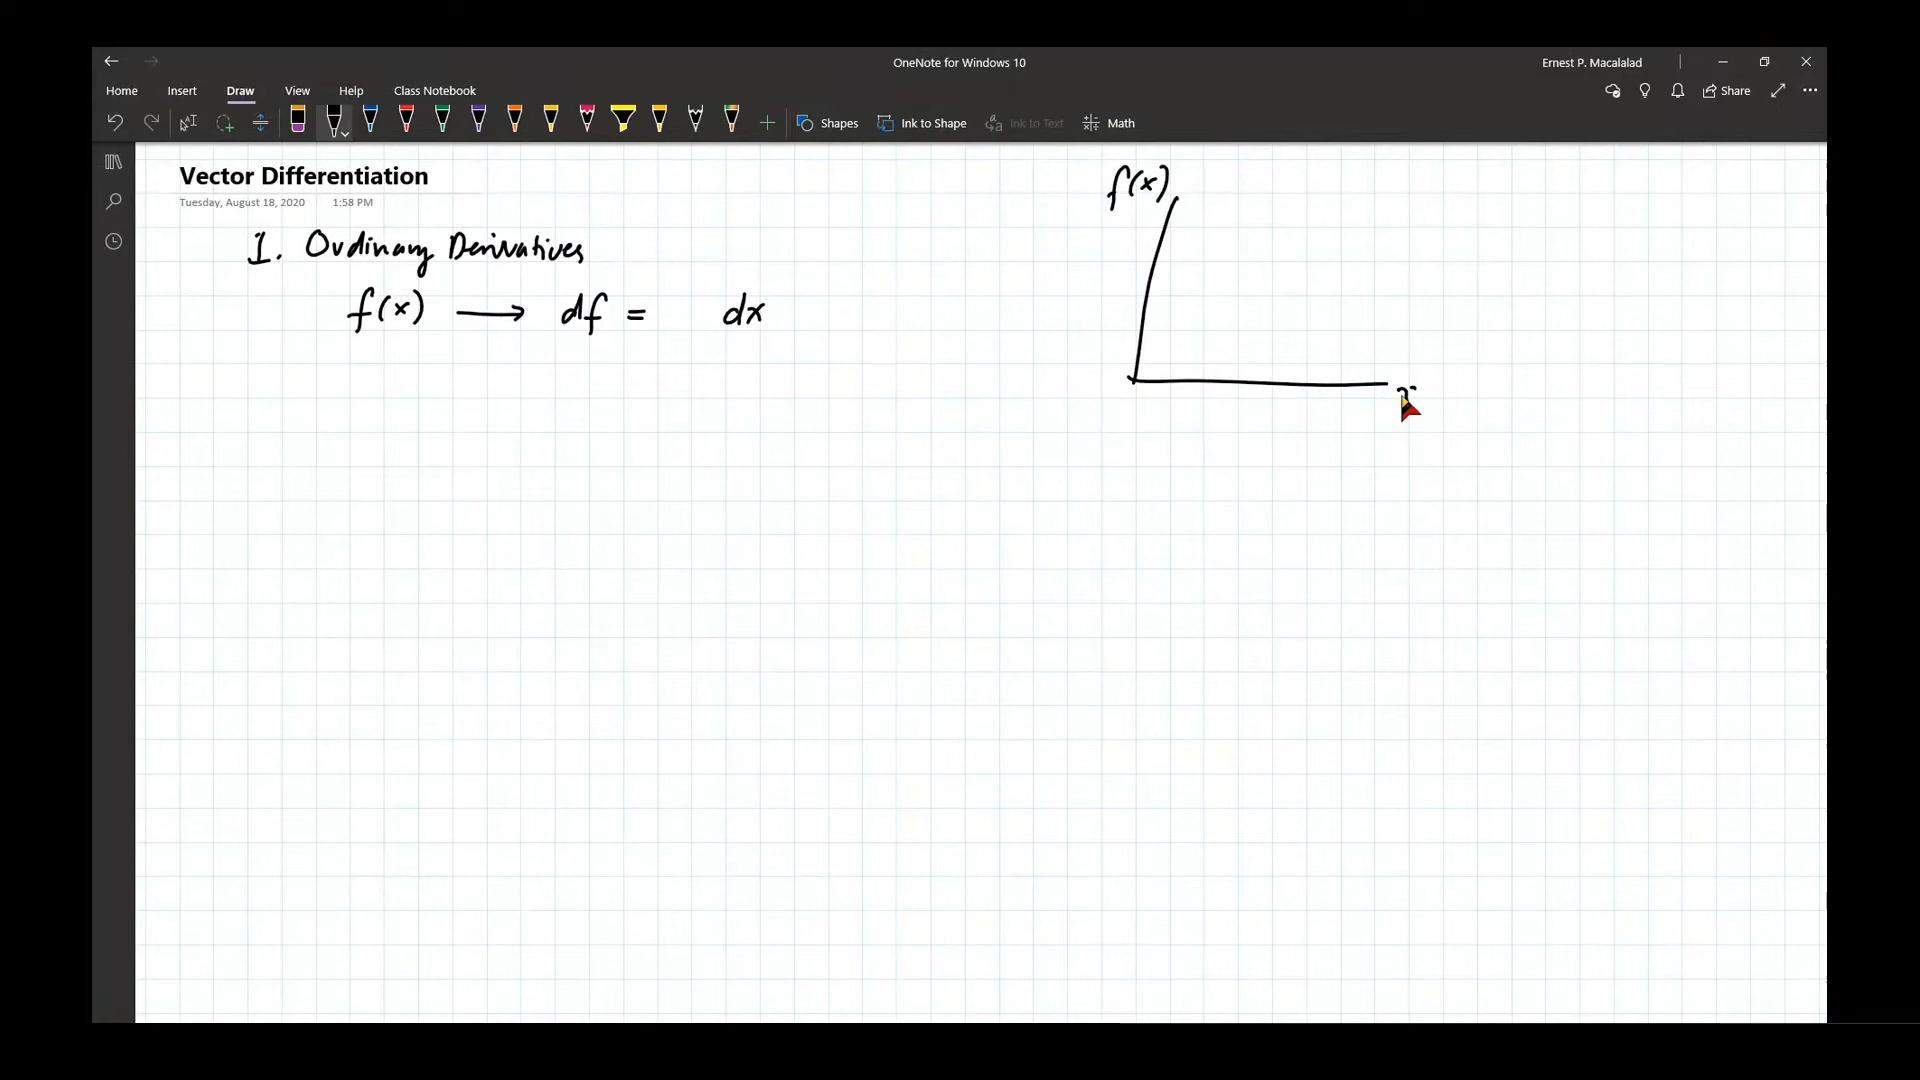 OneNote for Windows 10
Ernest P. Macalalad
Home Insert Draw View Help Class Notebook
Share
Shapes Ink to Shape Ink to Text Math
Vector Differentiation
Tuesday, August 18, 2020 1:58 PM
I. Ordinary Derivatives
f(x) → df = dx
f(x)